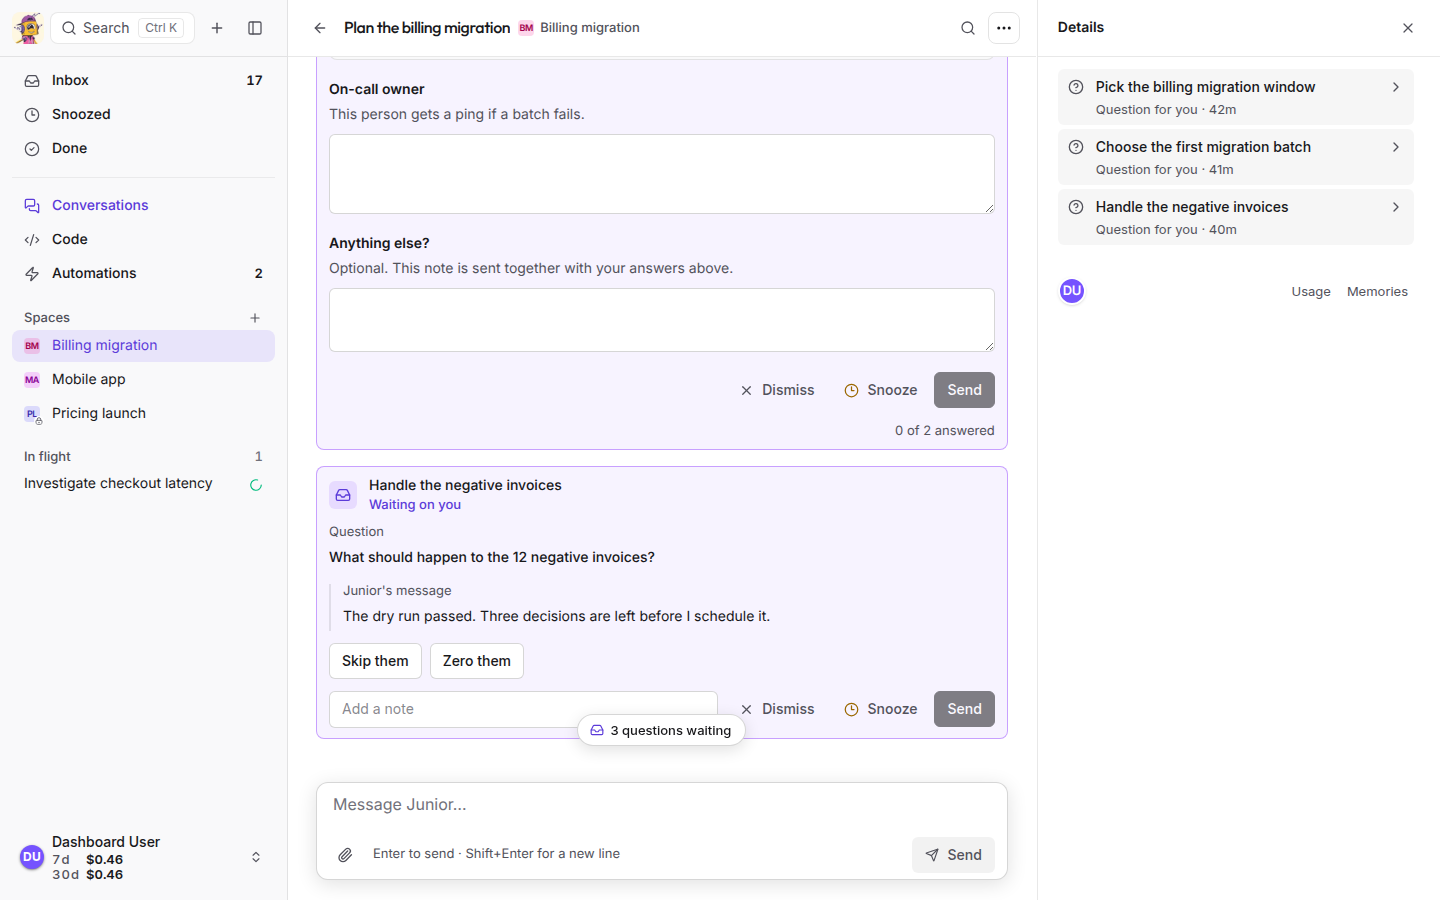 Search Ctrl K
Inbox 17
Snoozed
Done
Conversations
Code
Automations 2
Spaces
BM Billing migration
MA Mobile app
PL Pricing launch
In flight 1
Investigate checkout latency
DU Dashboard User
7d $0.46
30d $0.46
Plan the billing migration BM Billing migration
On-call owner
This person gets a ping if a batch fails.
Anything else?
Optional. This note is sent together with your answers above.
Dismiss Snooze Send
0 of 2 answered
Handle the negative invoices
Waiting on you
Question
What should happen to the 12 negative invoices?
Junior's message
The dry run passed. Three decisions are left before I schedule it.
Skip them Zero them
Add a note Dismiss Snooze Send
3 questions waiting
Message Junior...
Enter to send · Shift+Enter for a new line Send
Details
Pick the billing migration window
Question for you · 42m
Choose the first migration batch
Question for you · 41m
Handle the negative invoices
Question for you · 40m
DU Usage Memories